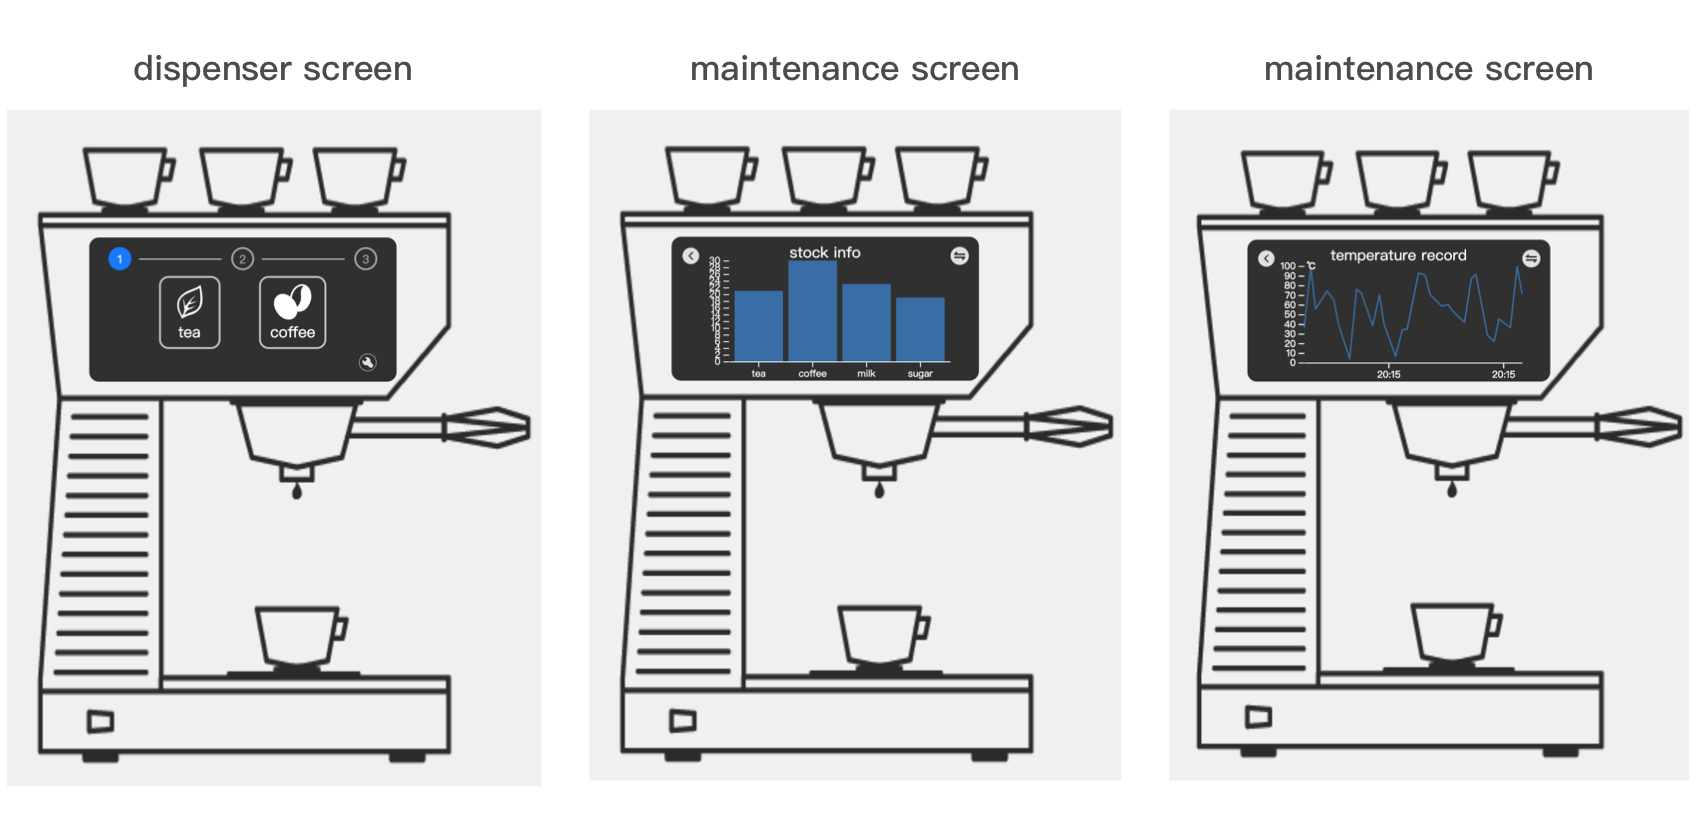 dispenser screen
maintenance screen
maintenance screen
1
2
3
tea
coffee
stock info
30
28
26
24
22
20
18
16
14
12
10
8
6
4
2
0
tea
coffee
milk
sugar
temperature record
°C
100
90
80
70
60
50
40
30
20
10
0
20:15
20:15